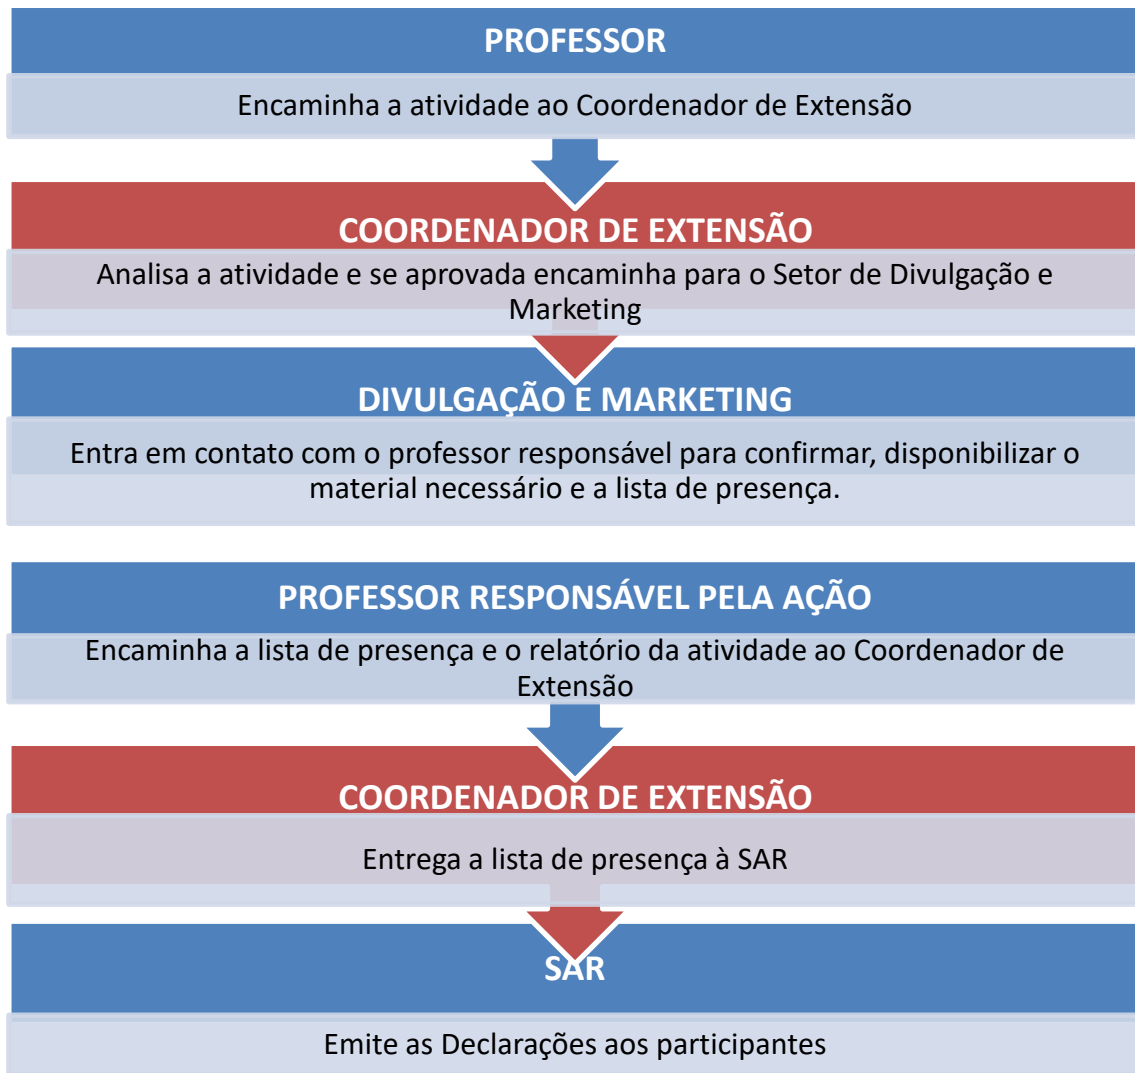 PROFESSOR
Encaminha a atividade ao Coordenador de Extensão
COORDENADOR DE EXTENSÃO
Analisa a atividade e se aprovada encaminha para o Setor de Divulgação e
Marketing
DIVULGAÇÃO E MARKETING
Entra em contato com o professor responsável para confirmar, disponibilizar o
material necessário e a lista de presença.
PROFESSOR RESPONSÁVEL PELA AÇÃO
Encaminha a lista de presença e o relatório da atividade ao Coordenador de
Extensão
COORDENADOR DE EXTENSÃO
Entrega a lista de presença à SAR
SAR
Emite as Declarações aos participantes